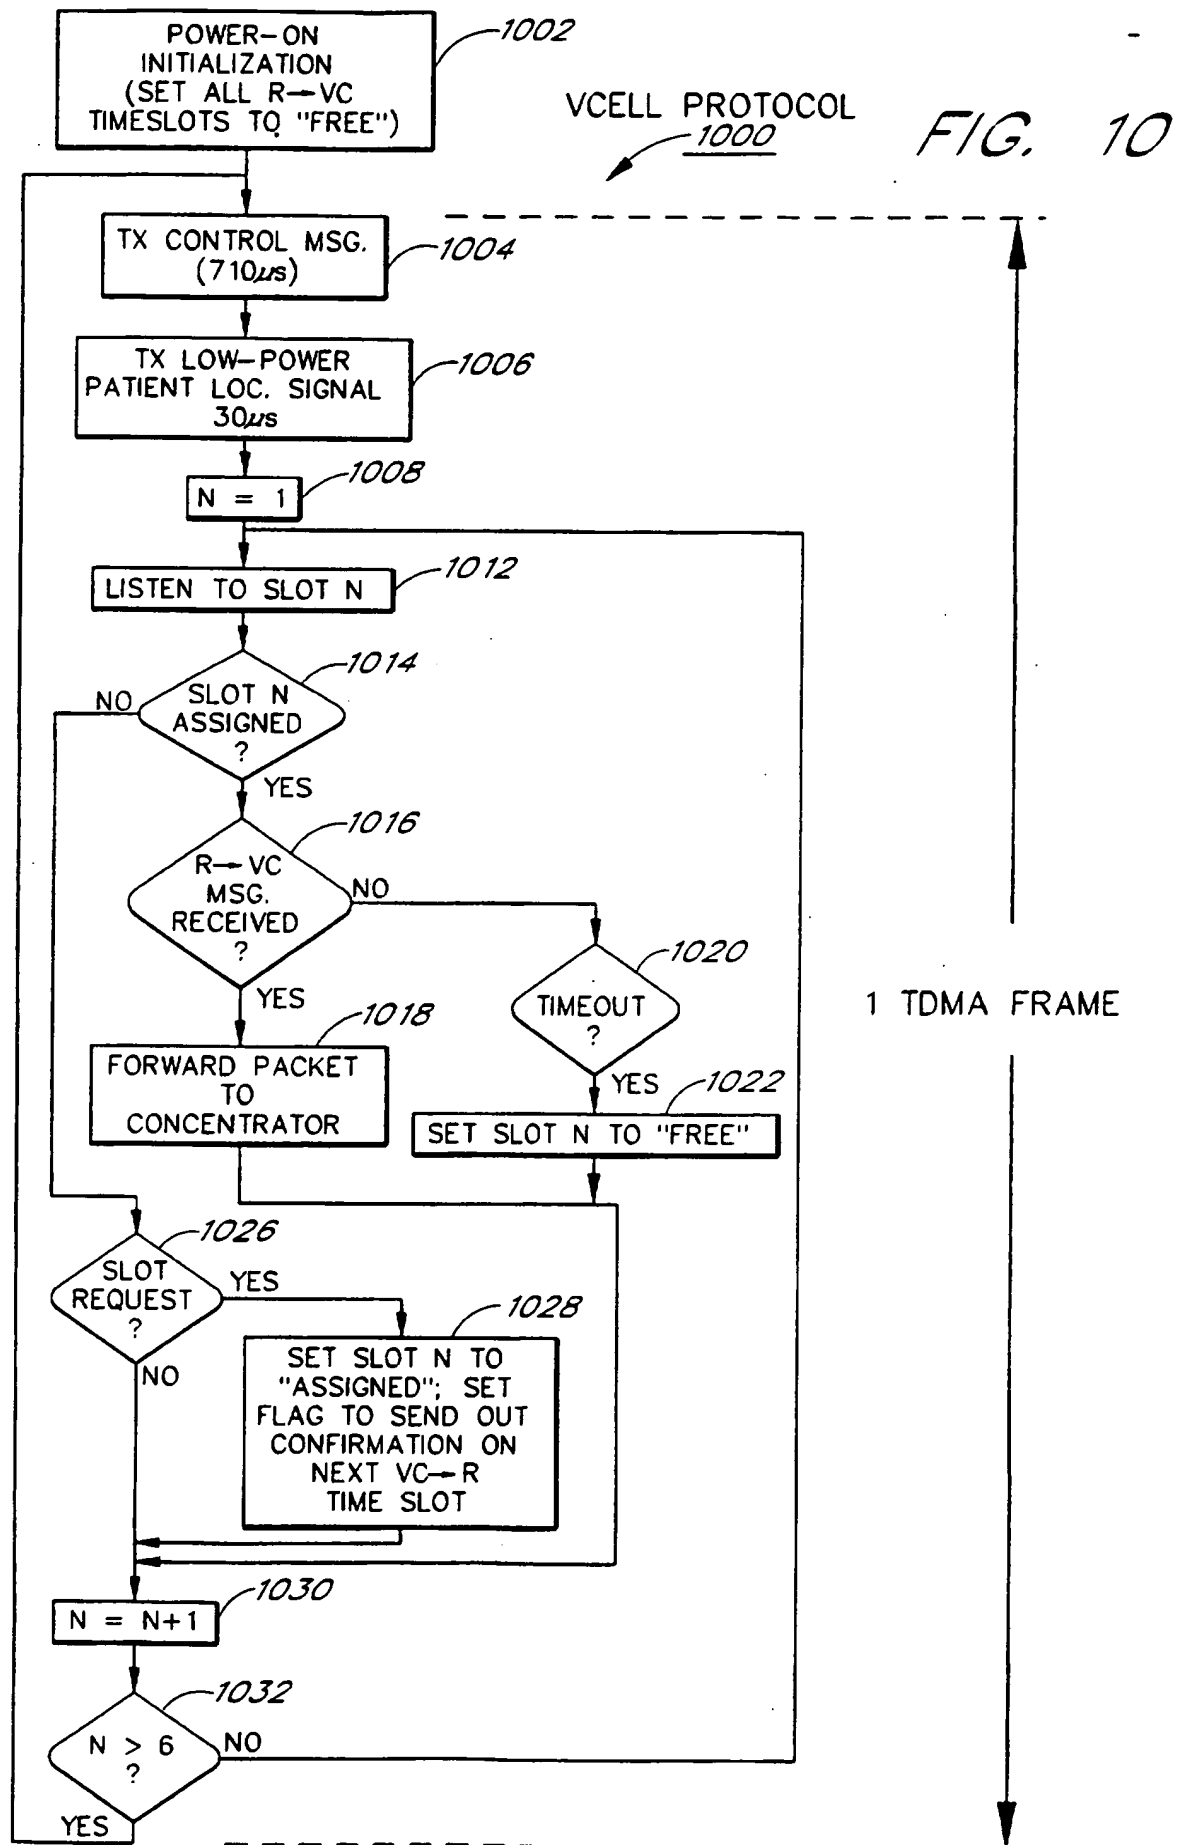 POWER-ON
INITIALIZATION
(SET ALL R→VC
TIMESLOTS TO "FREE")
1002
VCELL PROTOCOL
1000
FIG. 10
TX CONTROL MSG.
(710µs)
1004
TX LOW-POWER
PATIENT LOC. SIGNAL
30µs
1006
N = 1
1008
LISTEN TO SLOT N
1012
SLOT N
ASSIGNED
?
1014
NO
YES
R→VC
MSG.
RECEIVED
?
1016
NO
YES
TIMEOUT
?
1020
YES
1 TDMA FRAME
FORWARD PACKET
TO
CONCENTRATOR
1018
SET SLOT N TO "FREE"
1022
SLOT
REQUEST
?
1026
YES
NO
SET SLOT N TO
"ASSIGNED"; SET
FLAG TO SEND OUT
CONFIRMATION ON
NEXT VC→R
TIME SLOT
1028
N = N+1
1030
N > 6
?
1032
NO
YES